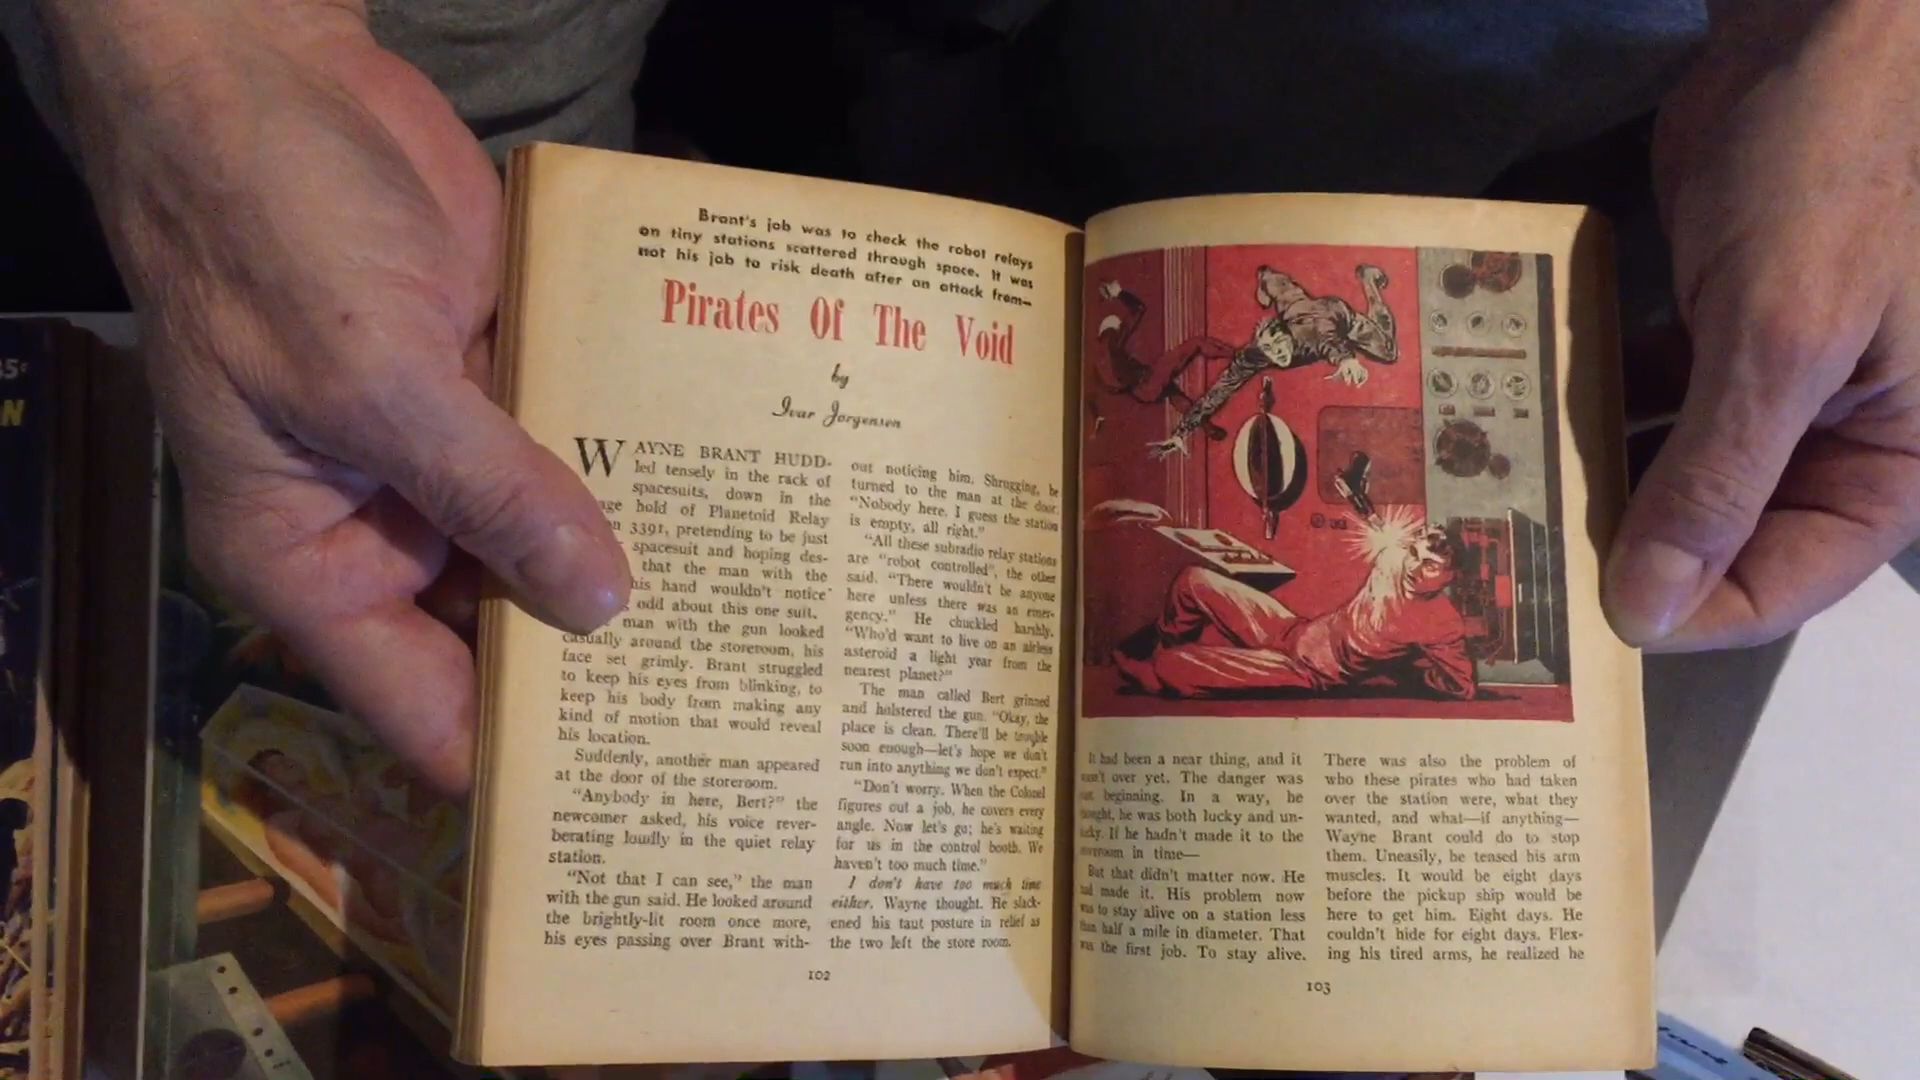 Brant's job was to check the robot relays
on tiny stations scattered through space. It was
not his job to risk death after an attack from—
Pirates Of The Void
by
Ivar Jorgensen
WAYNE BRANT HUDD-
led tensely in the rack of
spacesuits, down in the
hold of Planetoid Relay
3391, pretending to be just
spacesuit and hoping des-
that the man with the
his hand wouldn't notice
odd about this one suit.
man with the gun looked
casually around the storeroom, his
face set grimly. Brant struggled
to keep his eyes from blinking, to
keep his body from making any
kind of motion that would reveal
his location.
Suddenly, another man appeared
at the door of the storeroom.
"Anybody in here, Bert?" the
newcomer asked, his voice rever-
berating loudly in the quiet relay
station.
"Not that I can see," the man
with the gun said. He looked around
the brightly-lit room once more,
his eyes passing over Brant with-
out noticing him. Shrugging, he
turned to the man at the door.
"Nobody here. I guess the station
is empty, all right."
"All these subradio relay stations
are "robot controlled", the other
said. "There wouldn't be anyone
here unless there was an emer-
gency." He chuckled harshly.
"Who'd want to live on an airless
asteroid a light year from the
nearest planet?"
The man called Bert grinned
and holstered the gun. "Okay, the
place is clean. There'll be trouble
soon enough—let's hope we don't
run into anything we don't expect."
"Don't worry. When the Colonel
figures out a job, he covers every
angle. Now let's go; he's waiting
for us in the control booth. We
haven't too much time."
I don't have too much time
either, Wayne thought. He slack-
ened his taut posture in relief as
the two left the store room.
102
It had been a near thing, and it
wasn't over yet. The danger was
beginning. In a way, he
thought, he was both lucky and un-
lucky. If he hadn't made it to the
storeroom in time—
But that didn't matter now. He
had made it. His problem now
was to stay alive on a station less
than half a mile in diameter. That
was the first job. To stay alive.
There was also the problem of
who these pirates who had taken
over the station were, what they
wanted, and what—if anything—
Wayne Brant could do to stop
them. Uneasily, he tensed his arm
muscles. It would be eight days
before the pickup ship would be
here to get him. Eight days. He
couldn't hide for eight days. Flex-
ing his tired arms, he realized he
103